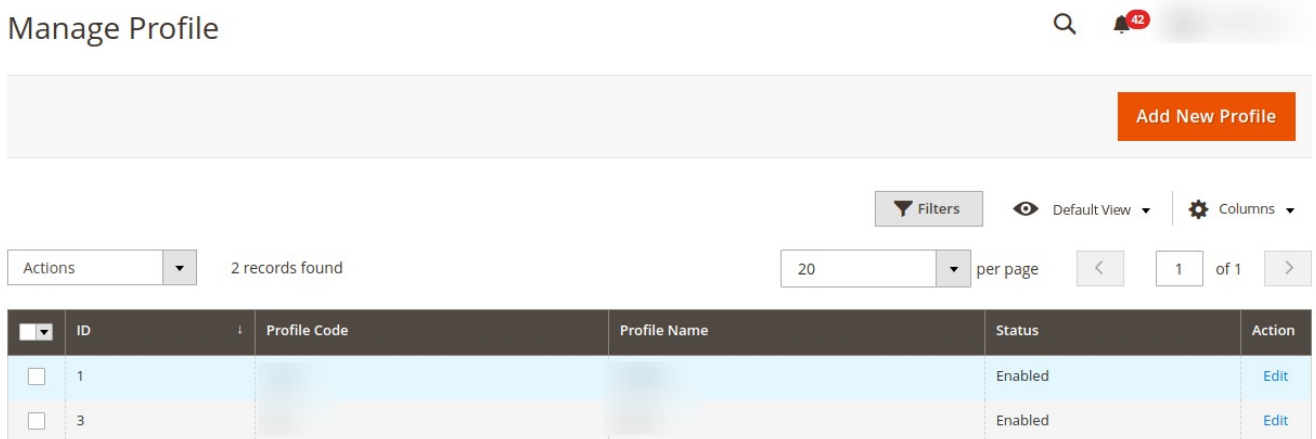 Manage Profile
42
Add New Profile
Filters
Default View
Columns
Actions
2 records found
20
per page
1
of 1
ID ↓ Profile Code Profile Name Status Action
1 Enabled Edit
3 Enabled Edit